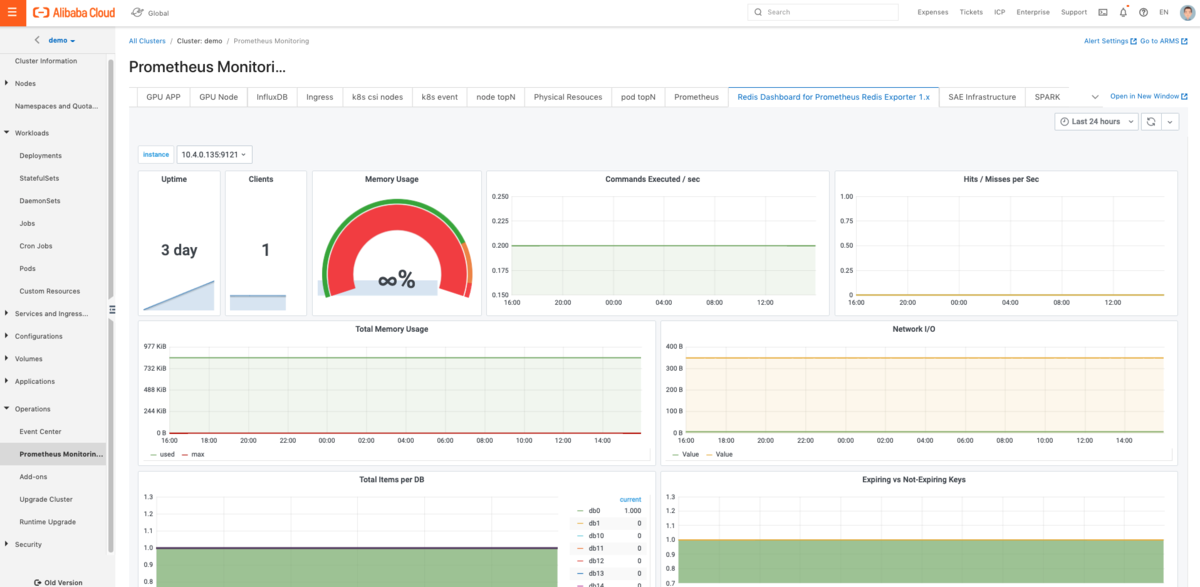 Alibaba Cloud
Global
Search
Expenses
Tickets
ICP
Enterprise
Support
EN
demo
Cluster Information
Nodes
Namespaces and Quota...
Workloads
Deployments
StatefulSets
DaemonSets
Jobs
Cron Jobs
Pods
Custom Resources
Services and Ingress...
Configurations
Volumes
Applications
Operations
Event Center
Prometheus Monitorin...
Add-ons
Upgrade Cluster
Runtime Upgrade
Security
Old Version
All Clusters / Cluster: demo / Prometheus Monitoring
Alert Settings Go to ARMS
Prometheus Monitori...
GPU APP
GPU Node
InfluxDB
Ingress
k8s csi nodes
k8s event
node topN
Physical Resouces
pod topN
Prometheus
Redis Dashboard for Prometheus Redis Exporter 1.x
SAE Infrastructure
SPARK
Open in New Window
Last 24 hours
instance 10.4.0.135:9121
Uptime
3 day
Clients
1
Memory Usage
∞%
Commands Executed / sec
0.250
0.225
0.200
0.175
0.150
16:00 20:00 00:00 04:00 08:00 12:00
Hits / Misses per Sec
1.00
0.75
0.50
0.25
0
16:00 20:00 00:00 04:00 08:00 12:00
Total Memory Usage
977 KiB
732 KiB
488 KiB
244 KiB
0 B
16:00 18:00 20:00 22:00 00:00 02:00 04:00 06:00 08:00 10:00 12:00 14:00
used max
Network I/O
400 B
300 B
200 B
100 B
0 B
16:00 18:00 20:00 22:00 00:00 02:00 04:00 06:00 08:00 10:00 12:00 14:00
Value Value
Total Items per DB
1.3
1.2
1.1
1.0
0.9
0.8
current
db0 1.000
db1 0
db10 0
db11 0
db12 0
db13 0
db14 0
Expiring vs Not-Expiring Keys
1.3
1.2
1.1
1.0
0.9
0.8
0.7